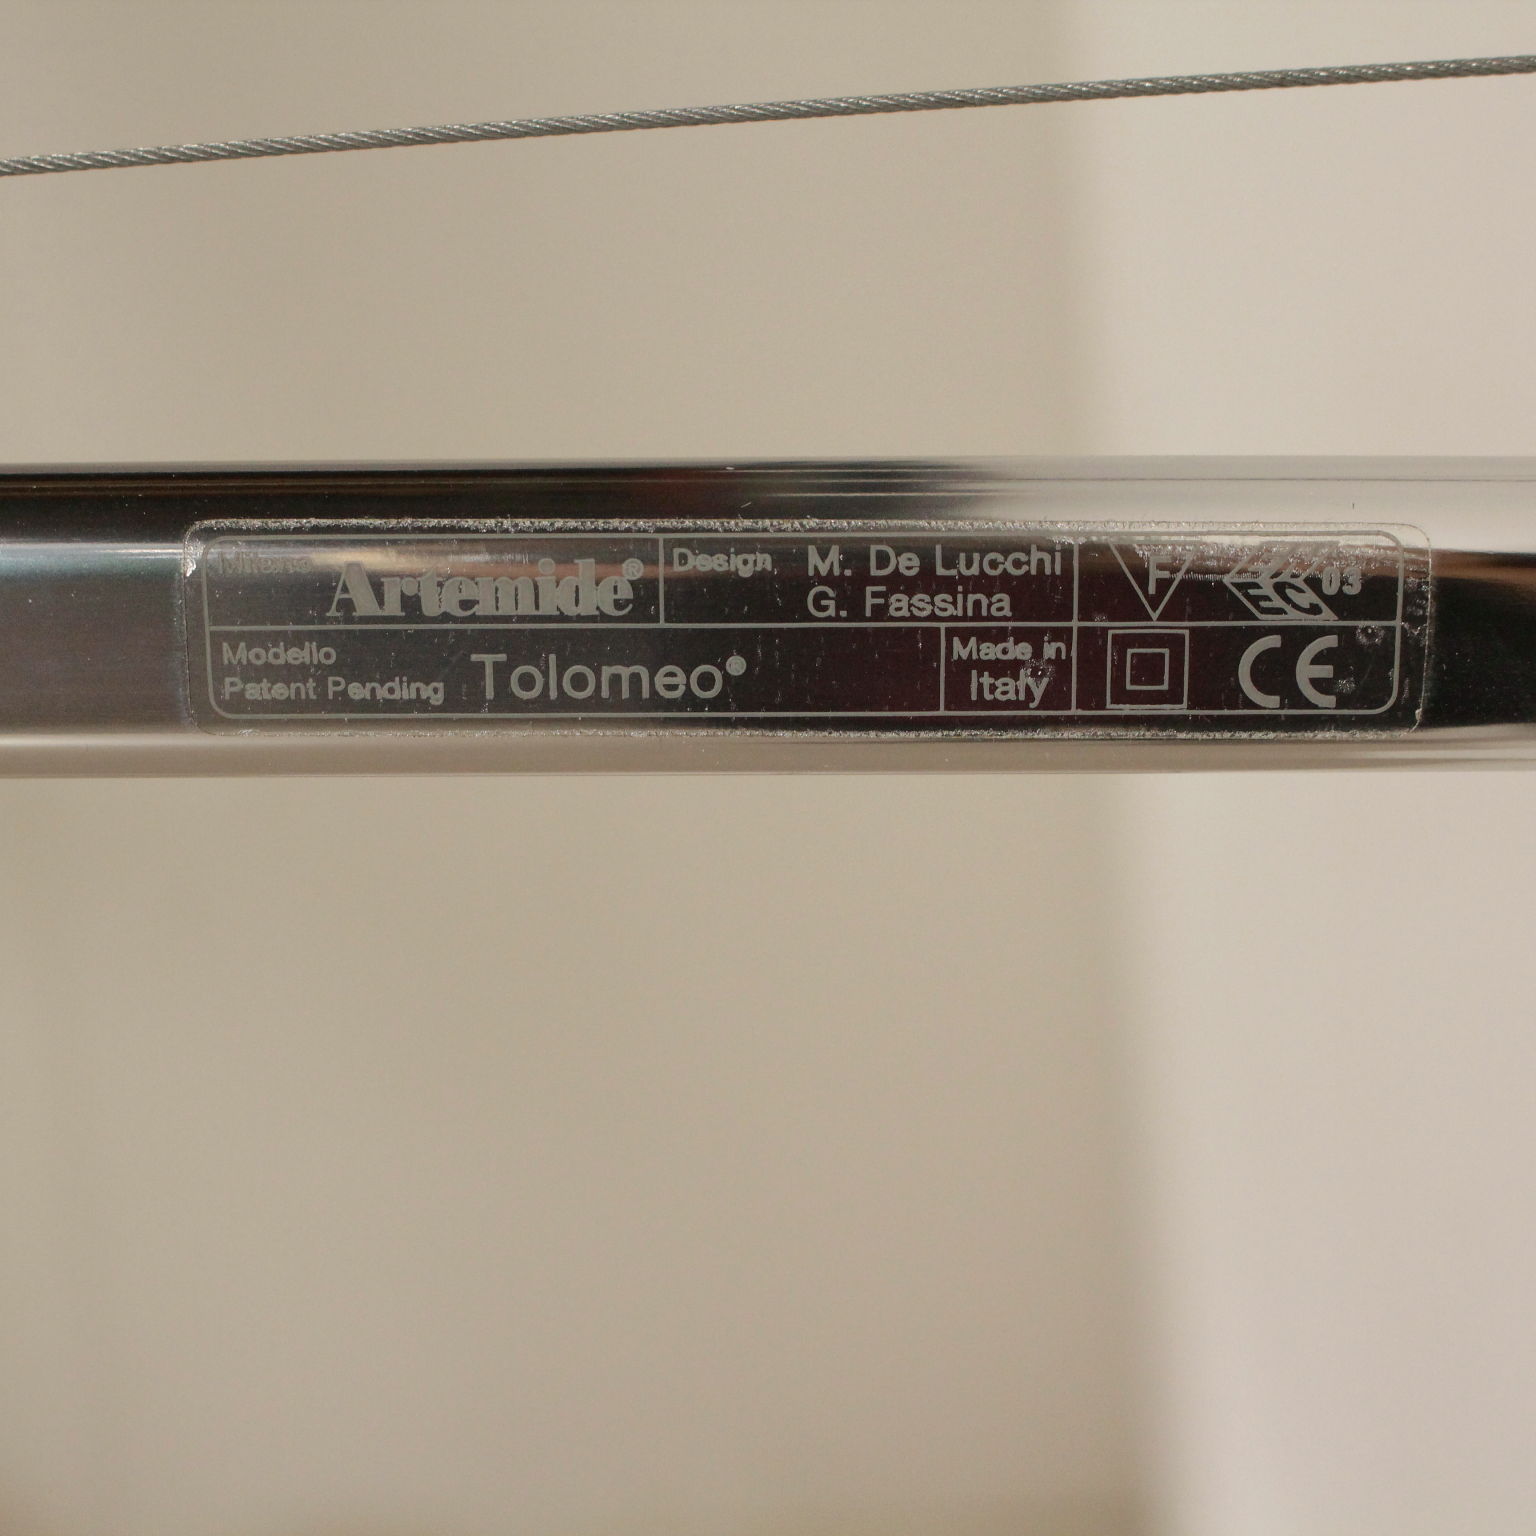 Milano
Artemide®
Design M. De Lucchi
G. Fassina
F
03
Modello
Patent Pending
Tolomeo®
Made in
Italy
CE